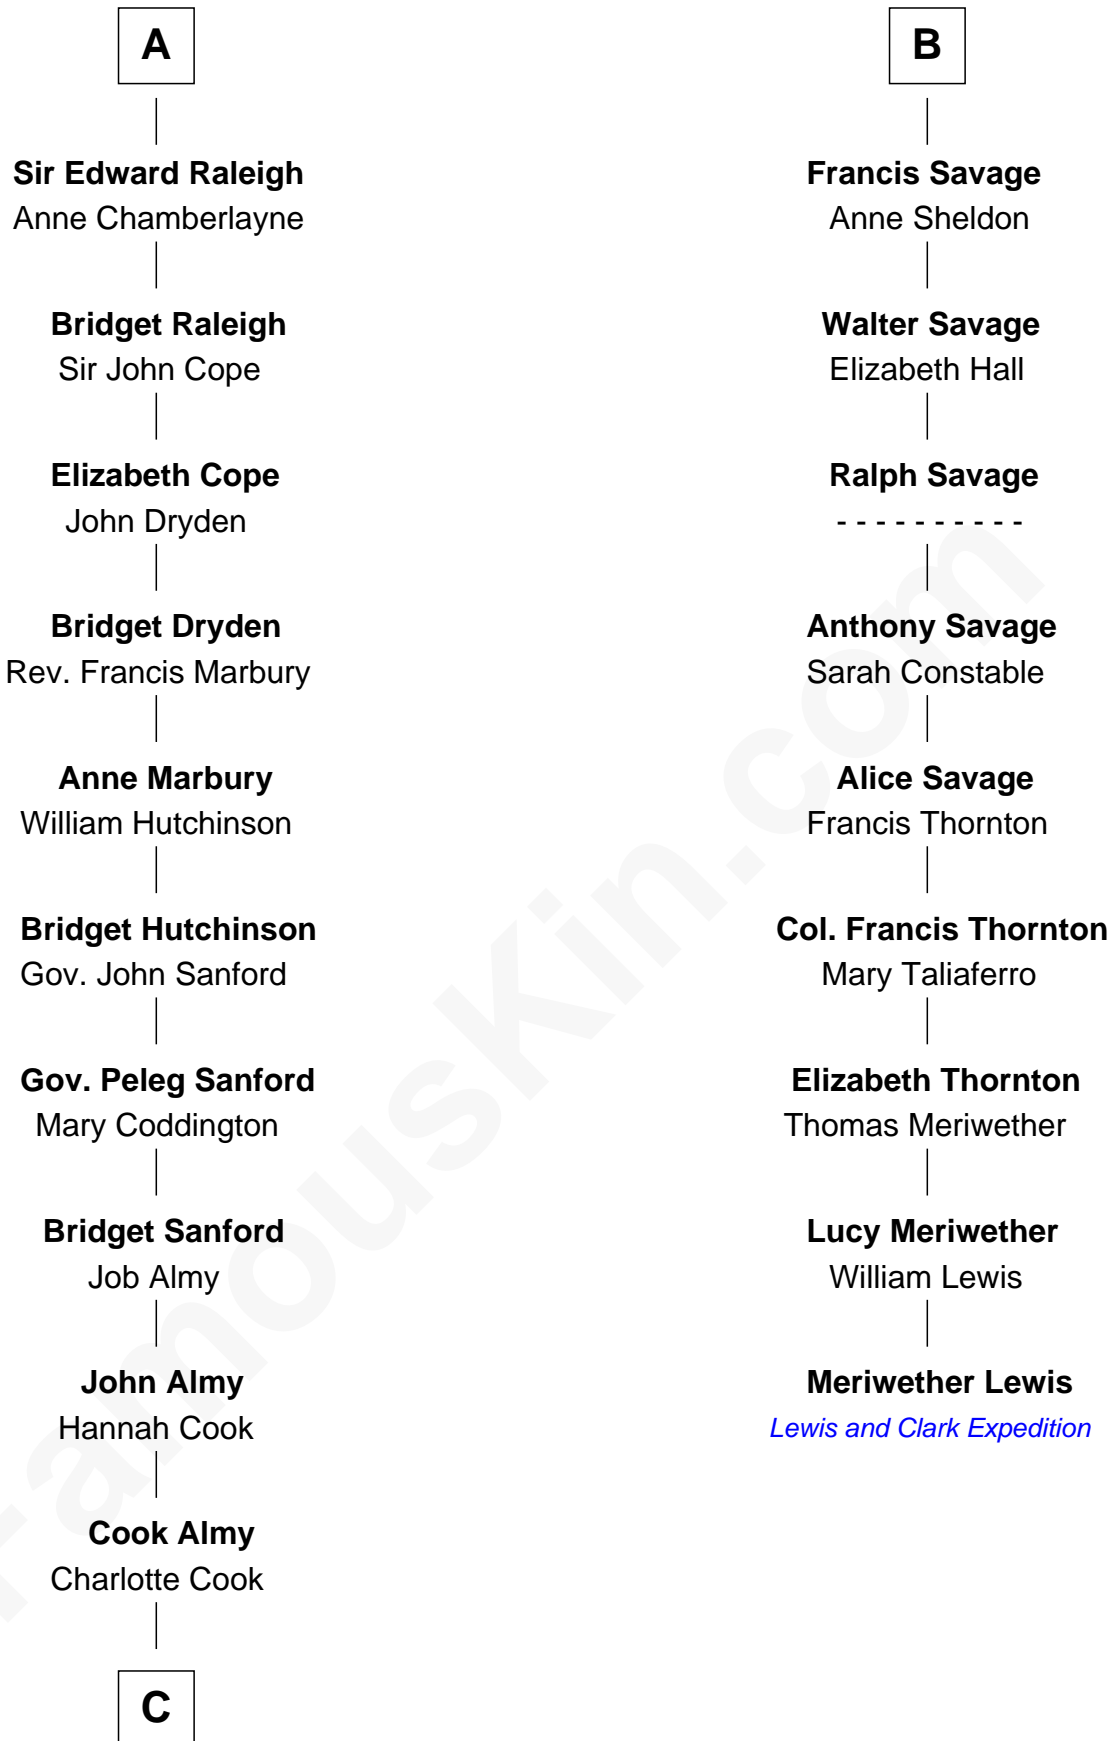 A
Sir Edward Raleigh
Anne Chamberlayne
Bridget Raleigh
Sir John Cope
Elizabeth Cope
John Dryden
Bridget Dryden
Rev. Francis Marbury
Anne Marbury
William Hutchinson
Bridget Hutchinson
Gov. John Sanford
Gov. Peleg Sanford
Mary Coddington
Bridget Sanford
Job Almy
John Almy
Hannah Cook
Cook Almy
Charlotte Cook
C
B
Francis Savage
Anne Sheldon
Walter Savage
Elizabeth Hall
Ralph Savage
- - - - - - - - - -
Anthony Savage
Sarah Constable
Alice Savage
Francis Thornton
Col. Francis Thornton
Mary Taliaferro
Elizabeth Thornton
Thomas Meriwether
Lucy Meriwether
William Lewis
Meriwether Lewis
Lewis and Clark Expedition
FamousKin.com